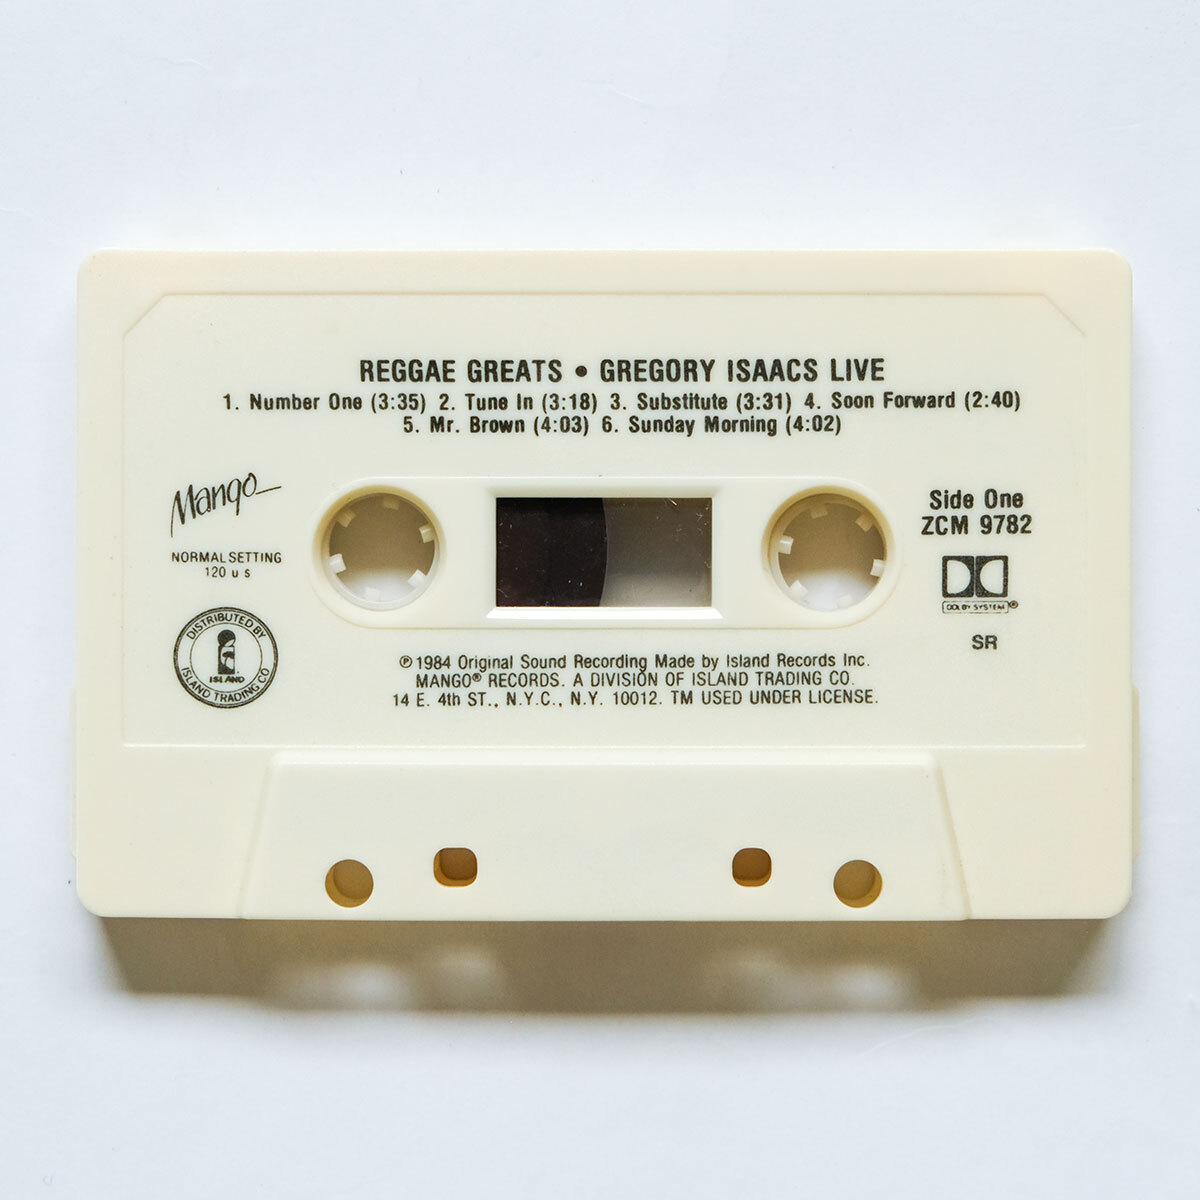 REGGAE GREATS • GREGORY ISAACS LIVE
1. Number One (3:35) 2. Tune In (3:18) 3. Substitute (3:31) 4. Soon Forward (2:40)
5. Mr. Brown (4:03) 6. Sunday Morning (4:02)
Mango
NORMAL SETTING
120 u s
DISTRIBUTED BY
ISLAND
ISLAND TRADING CO
Side One
ZCM 9782
DOLBY SYSTEM®
SR
℗ 1984 Original Sound Recording Made by Island Records Inc.
MANGO® RECORDS. A DIVISION OF ISLAND TRADING CO.
14 E. 4th ST., N.Y.C., N.Y. 10012. TM USED UNDER LICENSE.